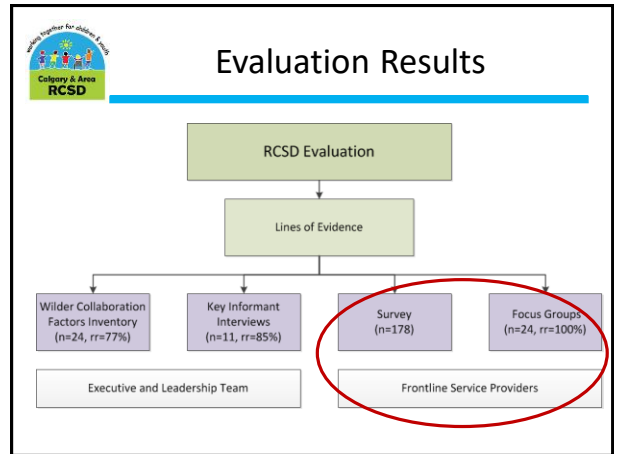 working together for children & youth
Calgary & Area
RCSD
Evaluation Results
RCSD Evaluation
Lines of Evidence
Wilder Collaboration
Factors Inventory
(n=24, rr=77%)
Key Informant
Interviews
(n=11, rr=85%)
Survey
(n=178)
Focus Groups
(n=24, rr=100%)
Executive and Leadership Team
Frontline Service Providers